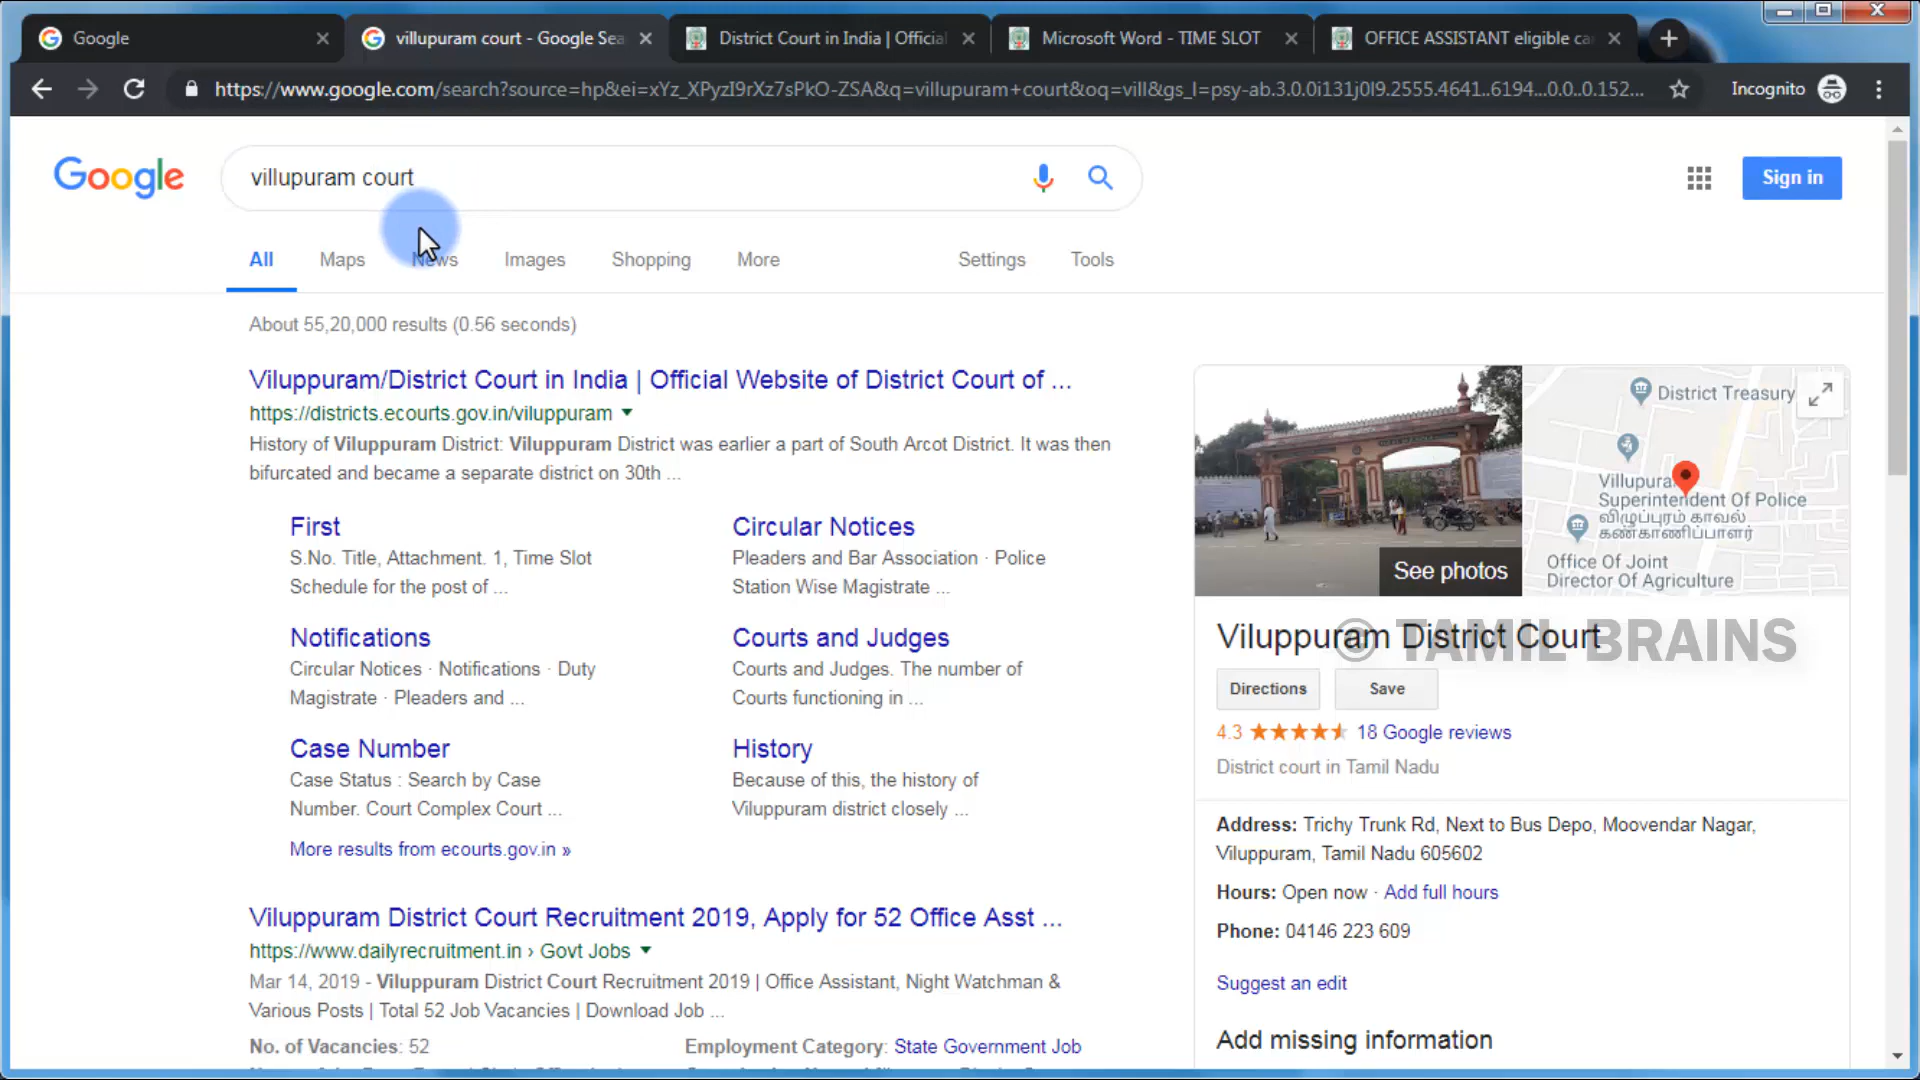 Google
villupuram court - Google Sea
District Court in India | Official
Microsoft Word - TIME SLOT
OFFICE ASSISTANT eligible ca
https://www.google.com/search?source=hp&ei=xYz_XPyzI9rXz7sPkO-ZSA&q=villupuram+court&oq=vill&gs_l=psy-ab.3.0.0i131j0l9.2555.4641..6194...0.0..0.152...
Incognito
Google
villupuram court
Sign in
All
Maps
News
Images
Shopping
More
Settings
Tools
About 55,20,000 results (0.56 seconds)
Viluppuram/District Court in India | Official Website of District Court of ...
https://districts.ecourts.gov.in/viluppuram
History of Viluppuram District: Viluppuram District was earlier a part of South Arcot District. It was then
bifurcated and became a separate district on 30th ...
First
S.No. Title, Attachment. 1, Time Slot
Schedule for the post of ...
Circular Notices
Pleaders and Bar Association · Police
Station Wise Magistrate ...
Notifications
Circular Notices · Notifications · Duty
Magistrate · Pleaders and ...
Courts and Judges
Courts and Judges. The number of
Courts functioning in ...
Case Number
Case Status : Search by Case
Number. Court Complex Court ...
History
Because of this, the history of
Viluppuram district closely ...
More results from ecourts.gov.in »
Viluppuram District Court Recruitment 2019, Apply for 52 Office Asst ...
https://www.dailyrecruitment.in › Govt Jobs
Mar 14, 2019 - Viluppuram District Court Recruitment 2019 | Office Assistant, Night Watchman &
Various Posts | Total 52 Job Vacancies | Download Job ...
No. of Vacancies: 52
Employment Category: State Government Job
See photos
District Treasury
Villupuram
Superintendent Of Police
விழுப்புரம் காவல்
கண்காணிப்பாளர்
Office Of Joint
Director Of Agriculture
Viluppuram District Court
© TAMIL BRAINS
Directions
Save
4.3
18 Google reviews
District court in Tamil Nadu
Address: Trichy Trunk Rd, Next to Bus Depo, Moovendar Nagar,
Viluppuram, Tamil Nadu 605602
Hours: Open now · Add full hours
Phone: 04146 223 609
Suggest an edit
Add missing information